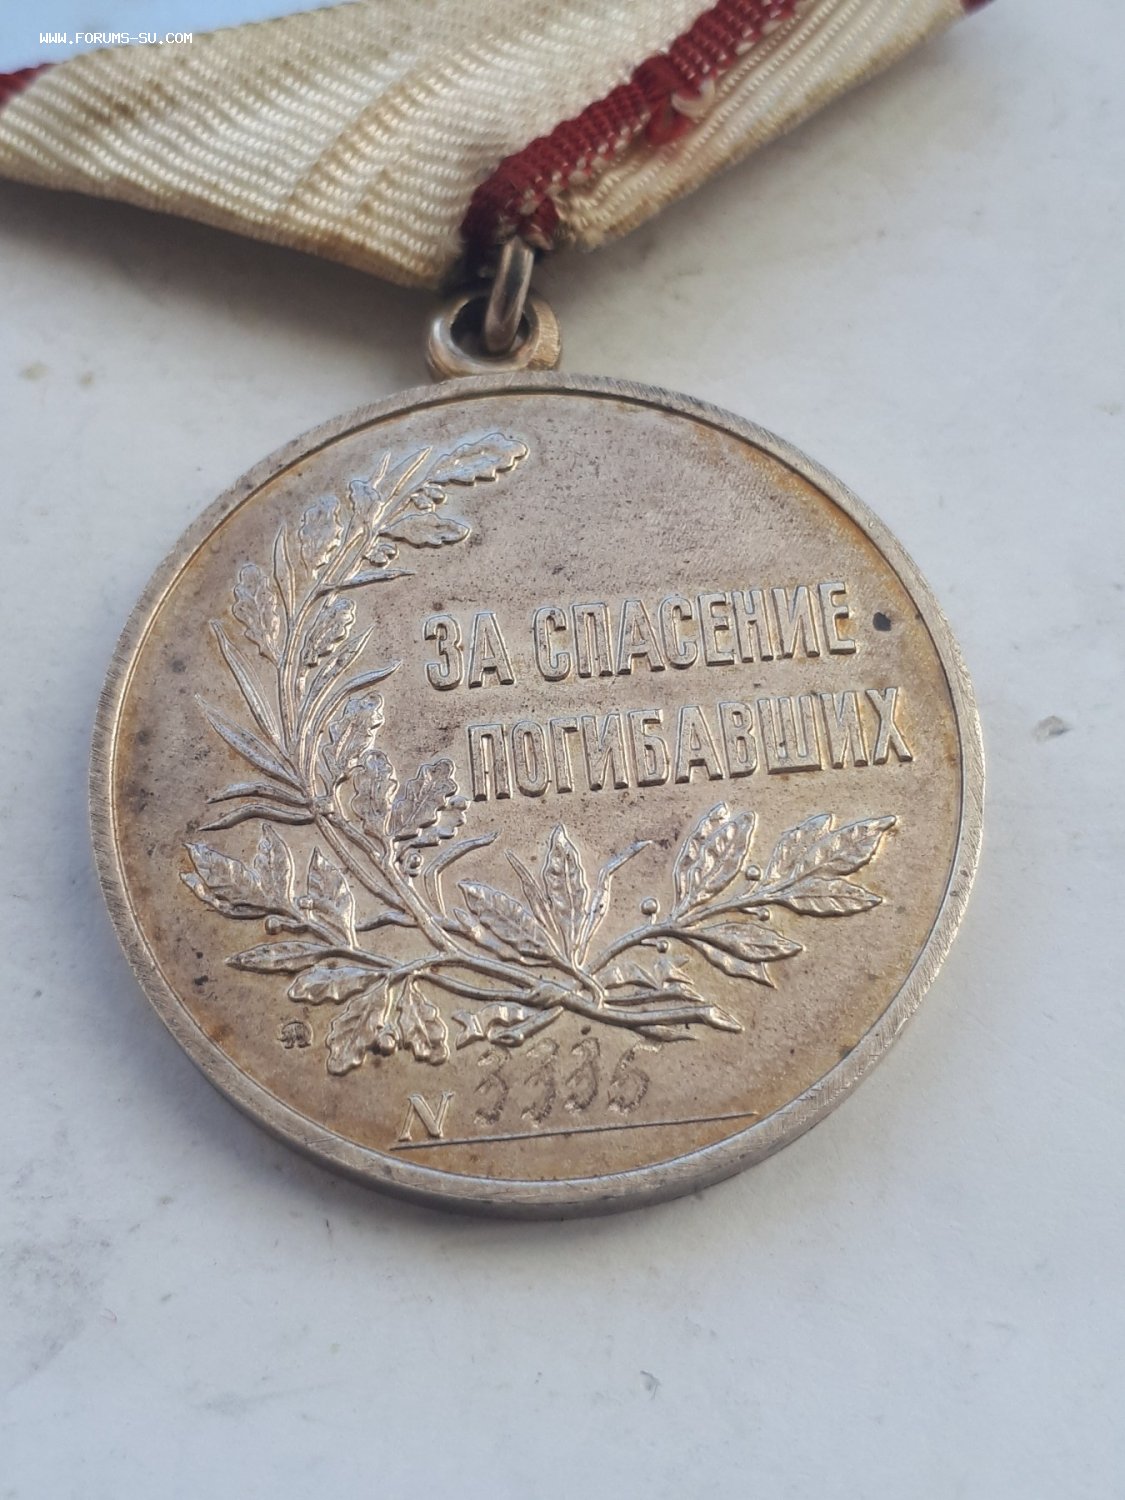 WWW.FORUMS-SU.COM
ЗА СПАСЕНИЕ
ПОГИБАВШИХ
N 3335